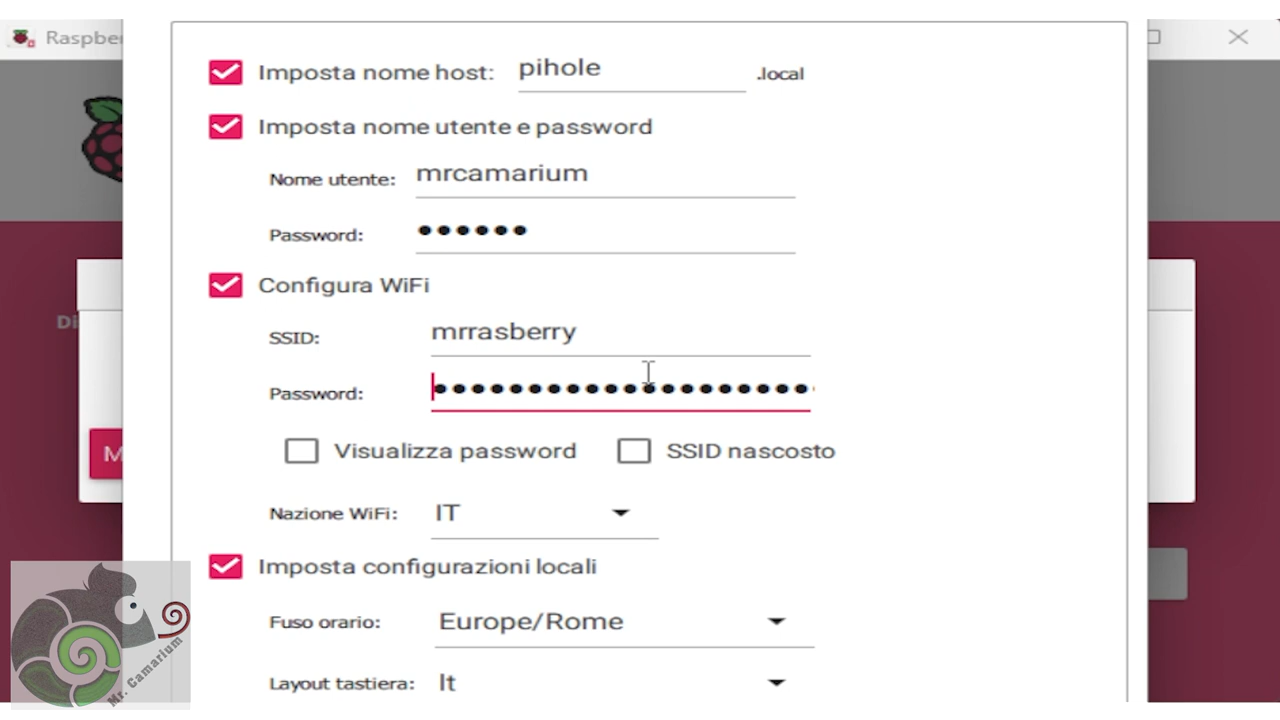 Raspbe
Imposta nome host: pihole .local
Imposta nome utente e password
Nome utente: mrcamarium
Password: ••••••
Configura WiFi
Di
SSID: mrrasberry
Password: ••••••••••••••••••••
M
Visualizza password SSID nascosto
Nazione WiFi: IT
Imposta configurazioni locali
Fuso orario: Europe/Rome
Layout tastiera: It
Mr. Camarium